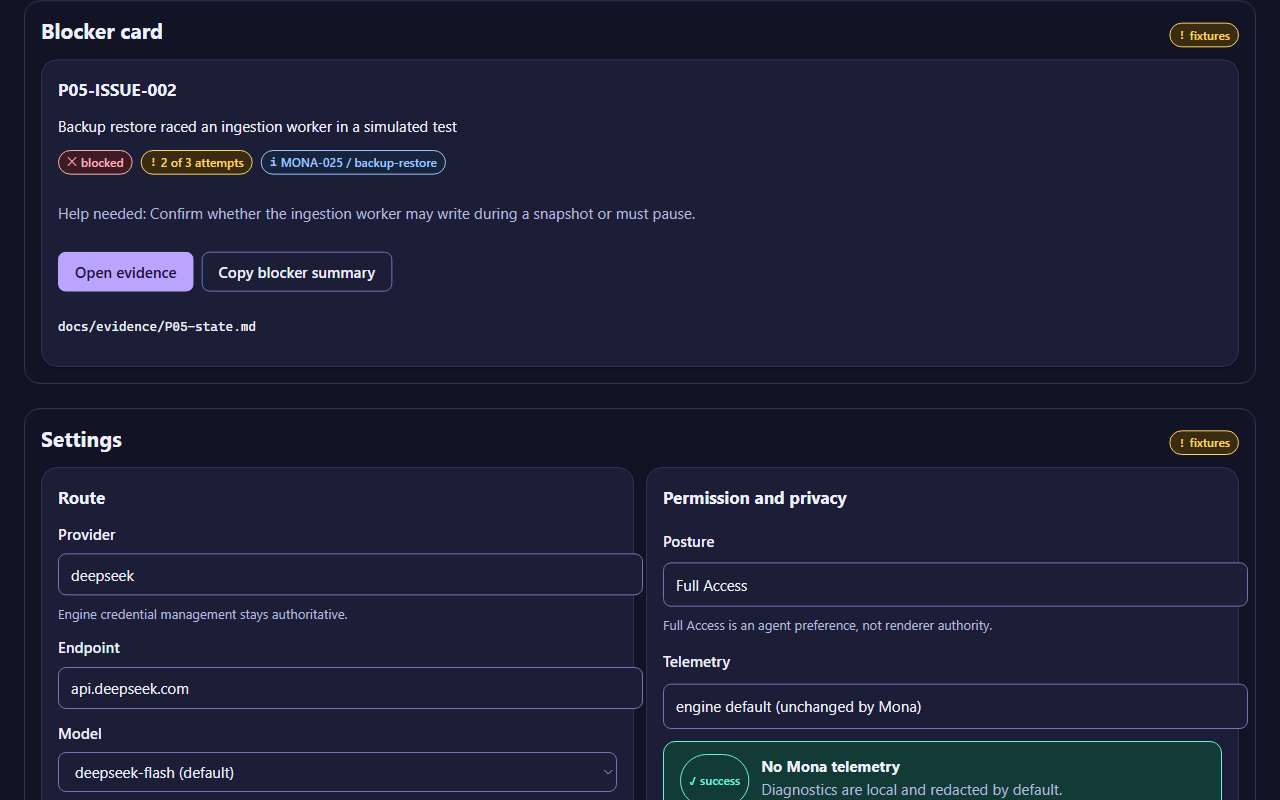 Blocker card
! fixtures
P05-ISSUE-002
Backup restore raced an ingestion worker in a simulated test
✕ blocked
! 2 of 3 attempts
i MONA-025 / backup-restore
Help needed: Confirm whether the ingestion worker may write during a snapshot or must pause.
Open evidence
Copy blocker summary
docs/evidence/P05-state.md
Settings
! fixtures
Route
Provider
deepseek
Engine credential management stays authoritative.
Endpoint
api.deepseek.com
Model
deepseek-flash (default)
Permission and privacy
Posture
Full Access
Full Access is an agent preference, not renderer authority.
Telemetry
engine default (unchanged by Mona)
✓ success
No Mona telemetry
Diagnostics are local and redacted by default.